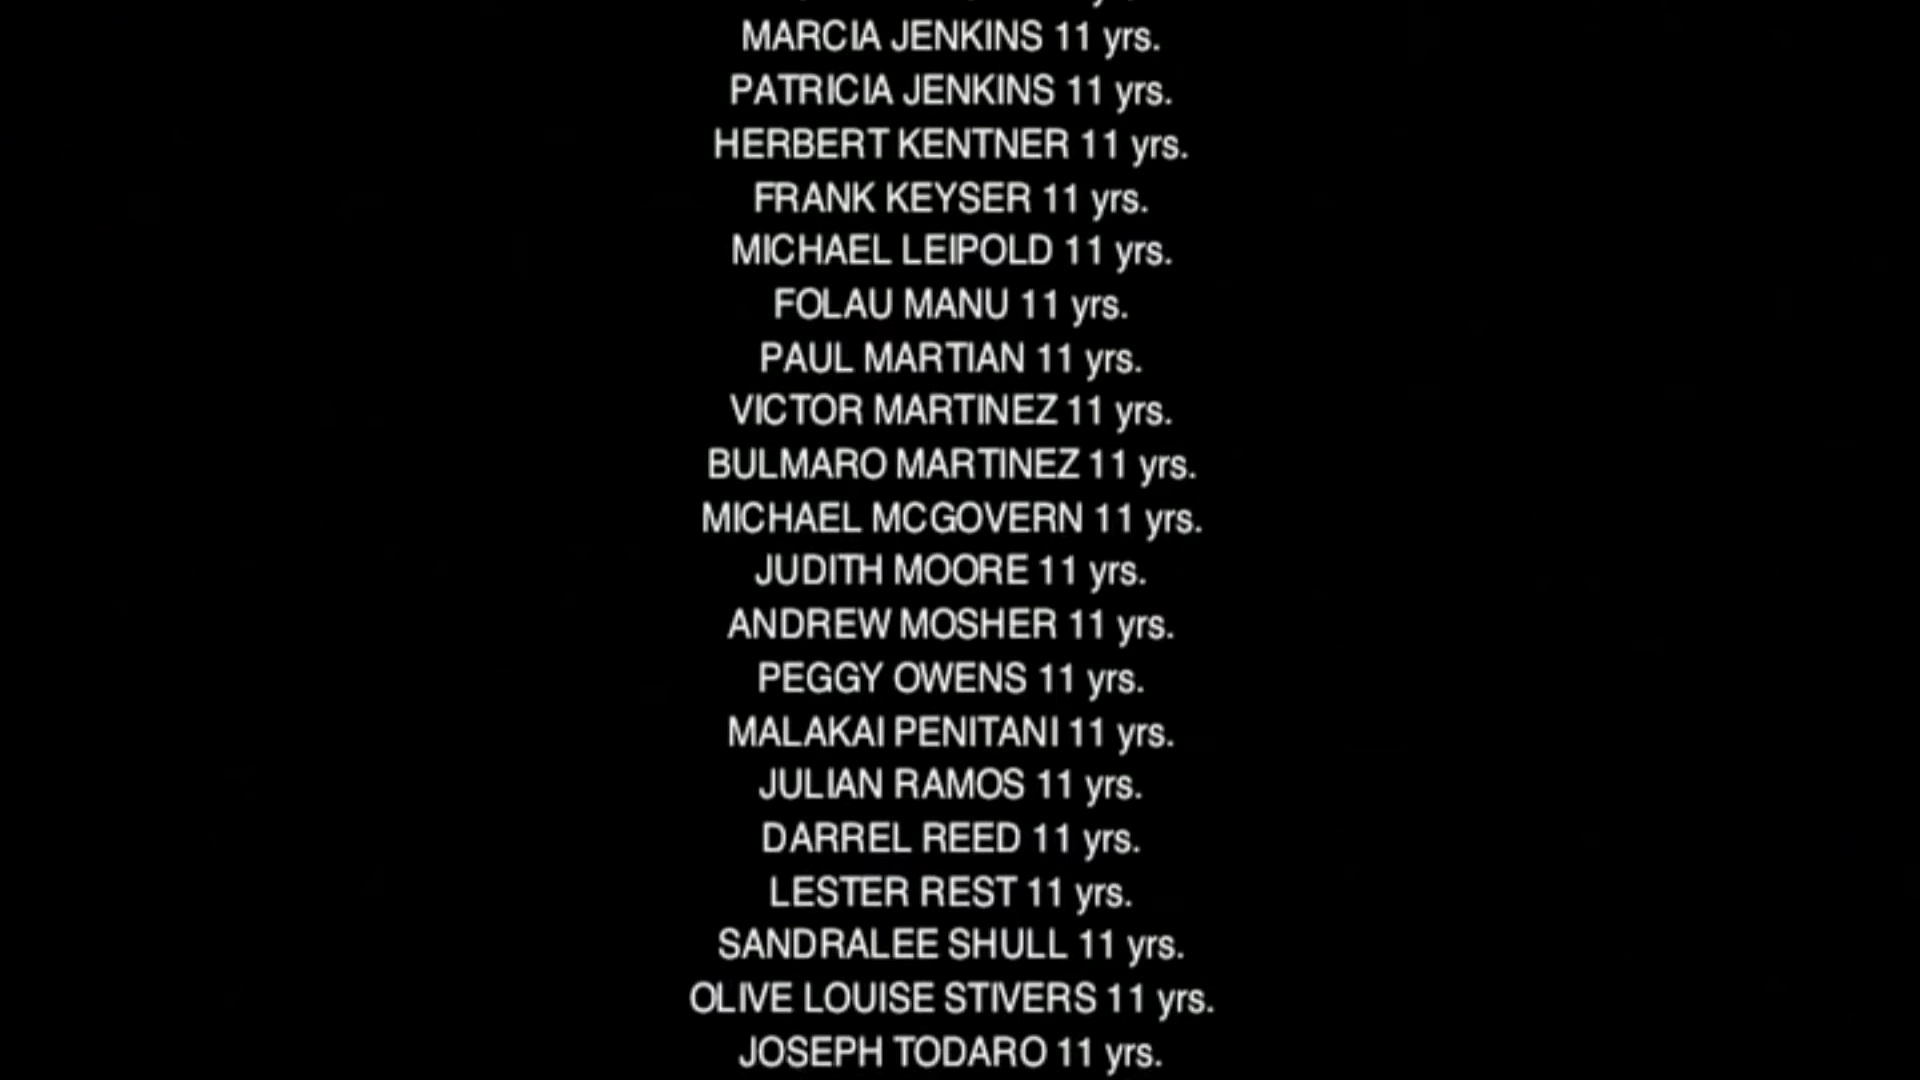 MARCIA JENKINS 11 yrs.
PATRICIA JENKINS 11 yrs.
HERBERT KENTNER 11 yrs.
FRANK KEYSER 11 yrs.
MICHAEL LEIPOLD 11 yrs.
FOLAU MANU 11 yrs.
PAUL MARTIAN 11 yrs.
VICTOR MARTINEZ 11 yrs.
BULMARO MARTINEZ 11 yrs.
MICHAEL MCGOVERN 11 yrs.
JUDITH MOORE 11 yrs.
ANDREW MOSHER 11 yrs.
PEGGY OWENS 11 yrs.
MALAKAI PENITANI 11 yrs.
JULIAN RAMOS 11 yrs.
DARREL REED 11 yrs.
LESTER REST 11 yrs.
SANDRALEE SHULL 11 yrs.
OLIVE LOUISE STIVERS 11 yrs.
JOSEPH TODARO 11 yrs.